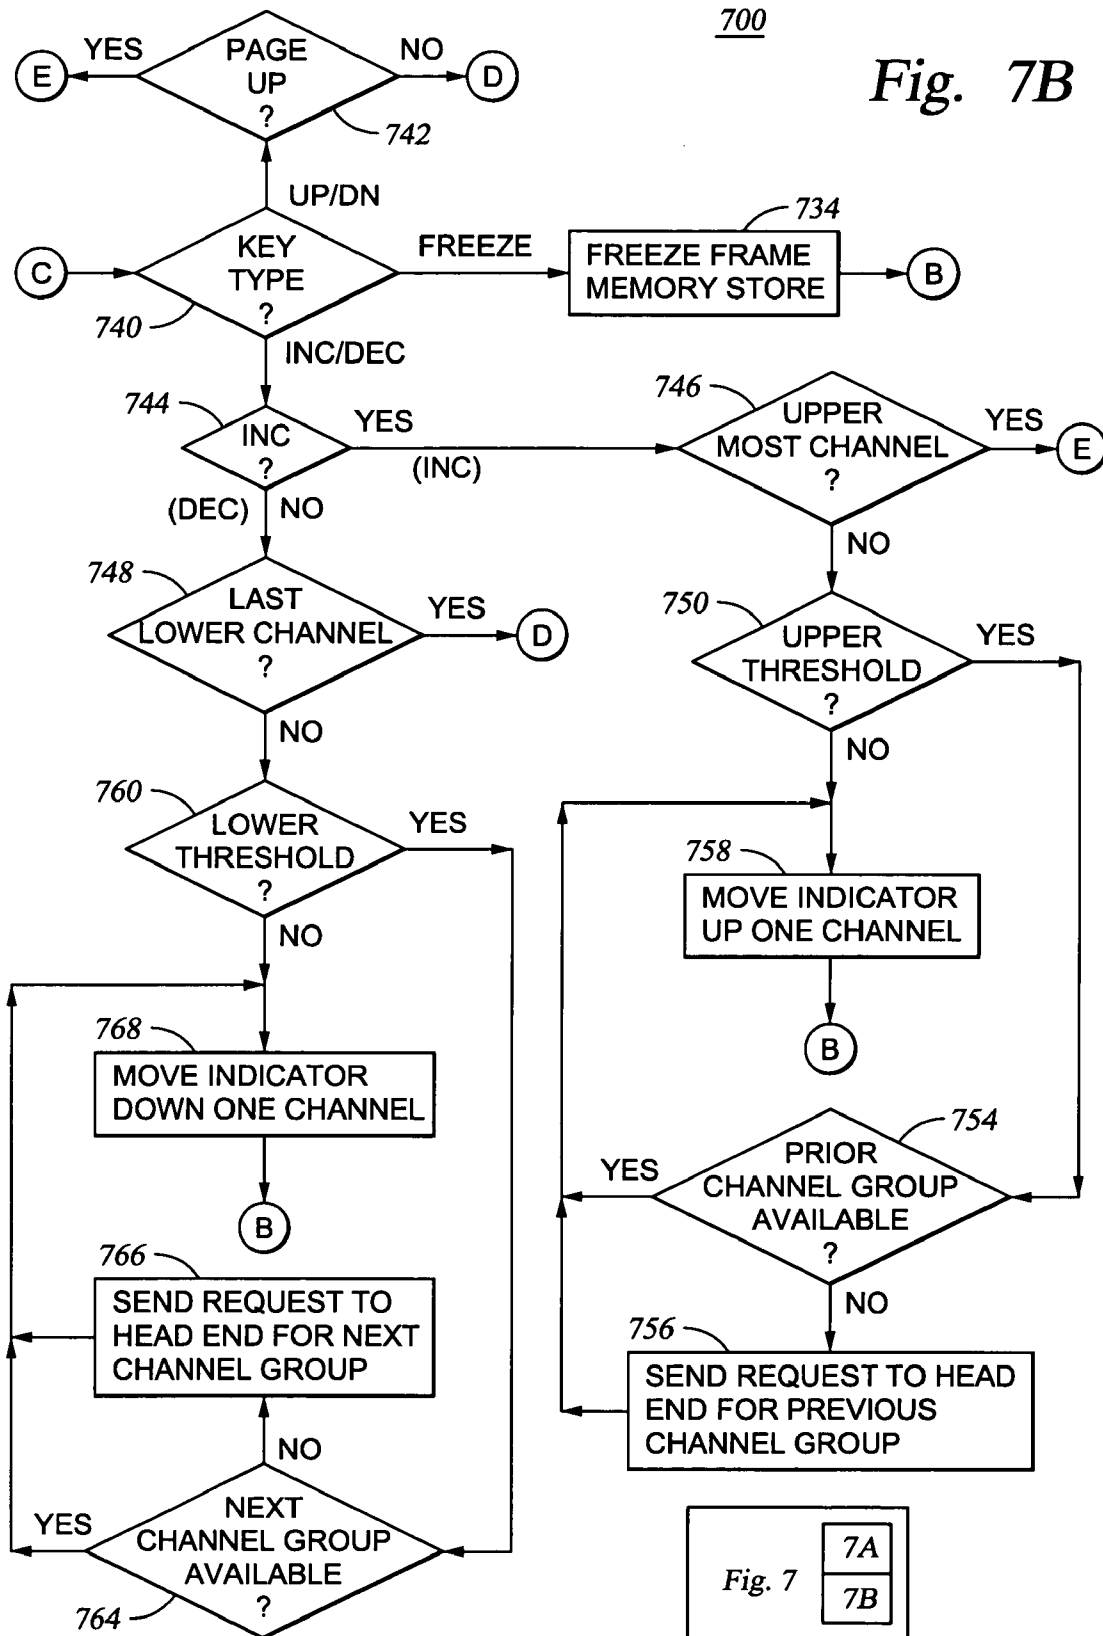 700
Fig. 7B
PAGE
UP
?
YES
NO
E
D
742
UP/DN
C
KEY
TYPE
?
740
FREEZE
734
FREEZE FRAME
MEMORY STORE
B
INC/DEC
744
INC
?
YES
(INC)
(DEC)
NO
746
UPPER
MOST CHANNEL
?
YES
E
NO
748
LAST
LOWER CHANNEL
?
YES
D
NO
750
UPPER
THRESHOLD
?
YES
NO
760
LOWER
THRESHOLD
?
YES
NO
758
MOVE INDICATOR
UP ONE CHANNEL
B
768
MOVE INDICATOR
DOWN ONE CHANNEL
B
754
PRIOR
CHANNEL GROUP
AVAILABLE
?
YES
NO
766
SEND REQUEST TO
HEAD END FOR NEXT
CHANNEL GROUP
NO
756
SEND REQUEST TO HEAD
END FOR PREVIOUS
CHANNEL GROUP
NEXT
CHANNEL GROUP
AVAILABLE
?
YES
764
Fig. 7
7A
7B